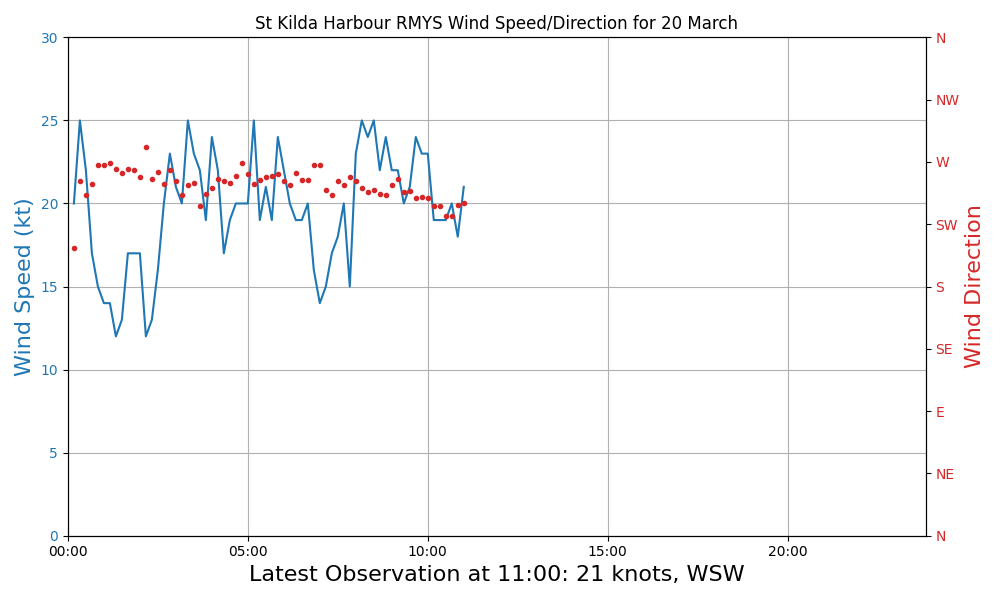 St Kilda Harbour RMYS Wind Speed/Direction for 20 March
Wind Speed (kt)
30
25
20
15
10
5
0
00:00
05:00
10:00
15:00
20:00
N
NW
W
SW
S
SE
E
NE
N
Wind Direction
Latest Observation at 11:00: 21 knots, WSW